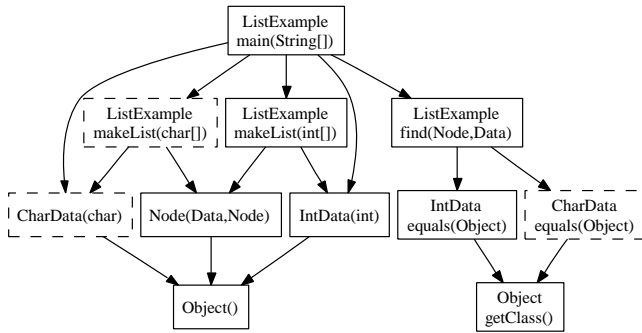 ListExample
main(String[])
ListExample
makeList(char[])
ListExample
makeList(int[])
ListExample
find(Node,Data)
CharData(char)
Node(Data,Node)
IntData(int)
IntData
equals(Object)
CharData
equals(Object)
Object()
Object
getClass()